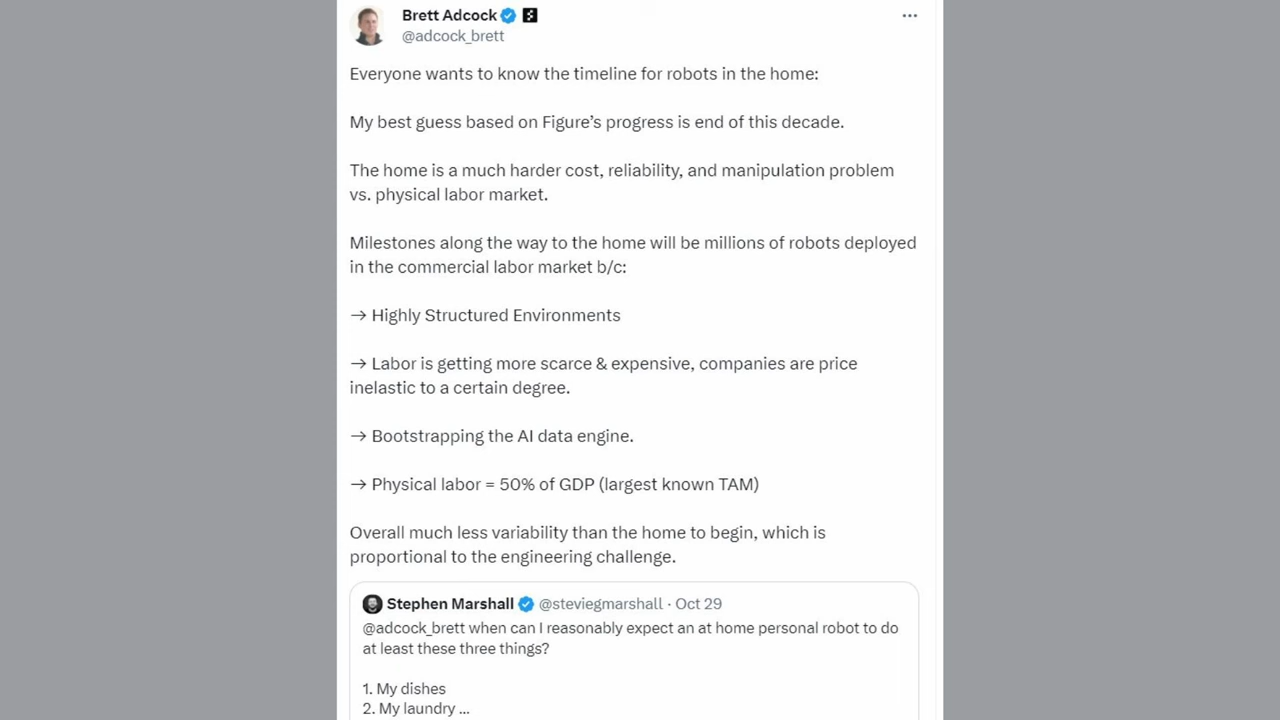 Brett Adcock
@adcock_brett
Everyone wants to know the timeline for robots in the home:
My best guess based on Figure’s progress is end of this decade.
The home is a much harder cost, reliability, and manipulation problem
vs. physical labor market.
Milestones along the way to the home will be millions of robots deployed
in the commercial labor market b/c:
→ Highly Structured Environments
→ Labor is getting more scarce & expensive, companies are price
inelastic to a certain degree.
→ Bootstrapping the AI data engine.
→ Physical labor = 50% of GDP (largest known TAM)
Overall much less variability than the home to begin, which is
proportional to the engineering challenge.
Stephen Marshall @steviegmarshall · Oct 29
@adcock_brett when can I reasonably expect an at home personal robot to do
at least these three things?
1. My dishes
2. My laundry ...